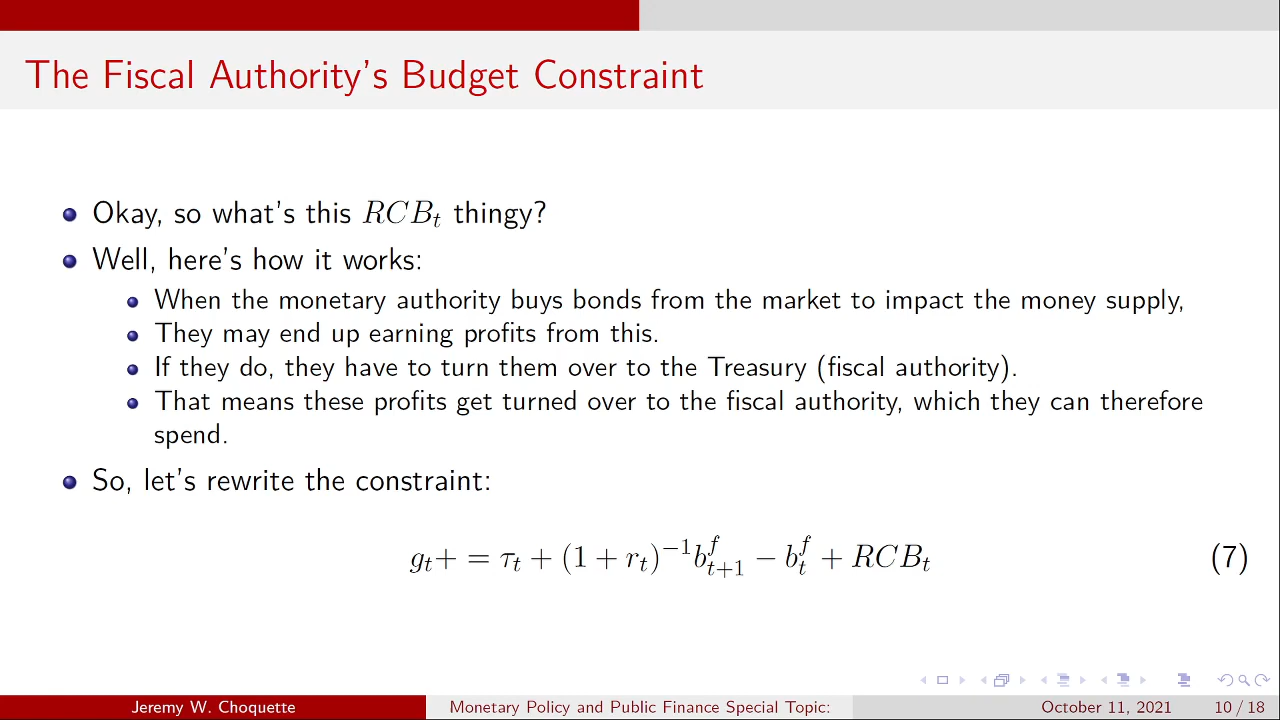 The Fiscal Authority's Budget Constraint
Okay, so what's this RCB_t thingy?
Well, here's how it works:
When the monetary authority buys bonds from the market to impact the money supply,
They may end up earning profits from this.
If they do, they have to turn them over to the Treasury (fiscal authority).
That means these profits get turned over to the fiscal authority, which they can therefore
spend.
So, let's rewrite the constraint:
g_t+ = τ_t + (1 + r_t)^{−1}b^f_{t+1} − b^f_t + RCB_t (7)
Jeremy W. Choquette Monetary Policy and Public Finance Special Topic: October 11, 2021 10 / 18